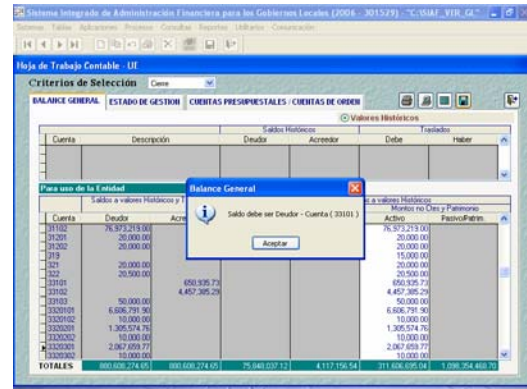 Sistema Integrado de Administración Financiera para los Gobiernos Locales (2006 - 301529) - "C:\SIAF_VIR_GL"
Sistema Tablas Aplicaciones Procesos Consultas Reportes Utilitarios Comunicación
Hoja de Trabajo Contable - UE
Criterios de Selección Cierre
BALANCE GENERAL ESTADO DE GESTION CUENTAS PRESUPUESTALES / CUENTAS DE ORDEN
Valores Históricos
Saldos Históricos Traslados
Cuenta Descripción Deudor Acreedor Debe Haber
Para uso de la Entidad
Balance General
Saldos a valores Históricos y T
s a valores Históricos
Montos no Ctes y Patrimonio
Cuenta Deudor Acre Activo Pasivo/Patrim.
Saldo debe ser Deudor - Cuenta ( 33101 )
Aceptar
31102 76,973,219.00 76,973,219.00
31201 20,000.00 20,000.00
31202 20,000.00 20,000.00
319 15,000.00
321 20,000.00 20,000.00
322 20,500.00 20,500.00
33101 650,935.73 650,935.73
33102 4,457,385.29 4,457,385.29
33103 50,000.00 50,000.00
3320101 6,606,791.90 6,606,791.90
3320102 10,000.00 10,000.00
3320201 1,305,574.76 1,305,574.76
3320202 10,000.00 10,000.00
3320301 2,067,659.77 2,067,659.77
3320302 10,000.00 10,000.00
TOTALES 800,608,274.65 800,608,274.65 75,048,037.12 4,117,156.54 311,606,695.04 1,098,354,460.70